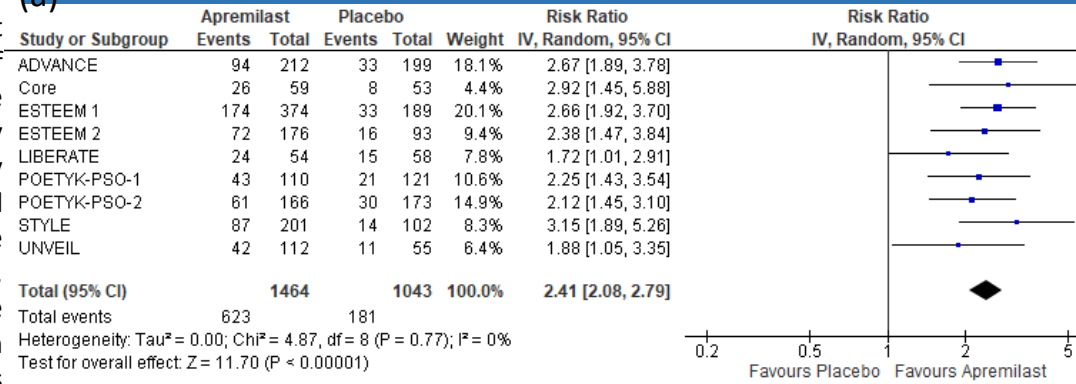 (a)
Apremilast Placebo Risk Ratio Risk Ratio
Study or Subgroup Events Total Events Total Weight IV, Random, 95% CI IV, Random, 95% CI
ADVANCE 94 212 33 199 18.1% 2.67 [1.89, 3.78]
Core 26 59 8 53 4.4% 2.92 [1.45, 5.88]
ESTEEM 1 174 374 33 189 20.1% 2.66 [1.92, 3.70]
ESTEEM 2 72 176 16 93 9.4% 2.38 [1.47, 3.84]
LIBERATE 24 54 15 58 7.8% 1.72 [1.01, 2.91]
POETYK-PSO-1 43 110 21 121 10.6% 2.25 [1.43, 3.54]
POETYK-PSO-2 61 166 30 173 14.9% 2.12 [1.45, 3.10]
STYLE 87 201 14 102 8.3% 3.15 [1.89, 5.26]
UNVEIL 42 112 11 55 6.4% 1.88 [1.05, 3.35]
Total (95% CI) 1464 1043 100.0% 2.41 [2.08, 2.79]
Total events 623 181
Heterogeneity: Tau² = 0.00; Chi² = 4.87, df = 8 (P = 0.77); I² = 0%
Test for overall effect: Z = 11.70 (P < 0.00001)
0.2 0.5 1 2 5
Favours Placebo Favours Apremilast